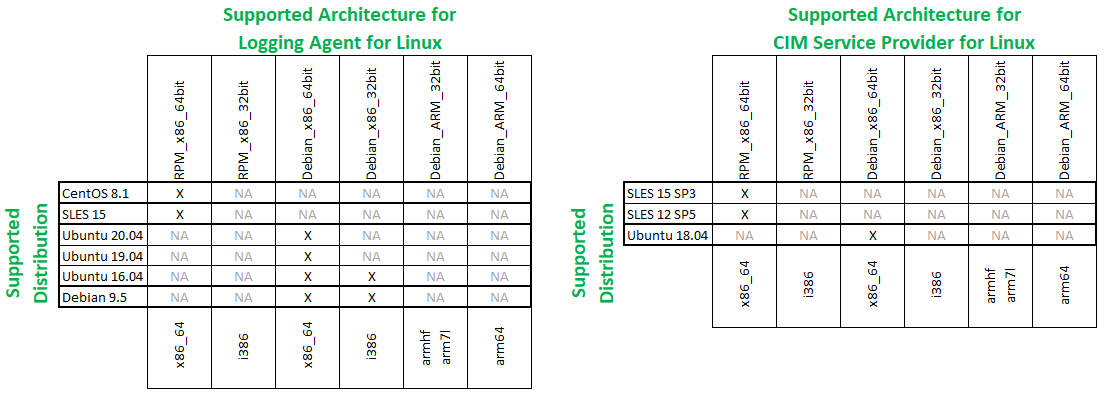 Supported Architecture for
Logging Agent for Linux
RPM_x86_64bit
RPM_x86_32bit
Debian_x86_64bit
Debian_x86_32bit
Debian_ARM_32bit
Debian_ARM_64bit
Supported
Distribution
CentOS 8.1 X NA NA NA NA NA
SLES 15 X NA NA NA NA NA
Ubuntu 20.04 NA NA X NA NA NA
Ubuntu 19.04 NA NA X NA NA NA
Ubuntu 16.04 NA NA X X NA NA
Debian 9.5 NA NA X X NA NA
x86_64
i386
x86_64
i386
armhf
arm7l
arm64
Supported Architecture for
CIM Service Provider for Linux
RPM_x86_64bit
RPM_x86_32bit
Debian_x86_64bit
Debian_x86_32bit
Debian_ARM_32bit
Debian_ARM_64bit
Supported
Distribution
SLES 15 SP3 X NA NA NA NA NA
SLES 12 SP5 X NA NA NA NA NA
Ubuntu 18.04 NA NA X NA NA NA
x86_64
i386
x86_64
i386
armhf
arm7l
arm64